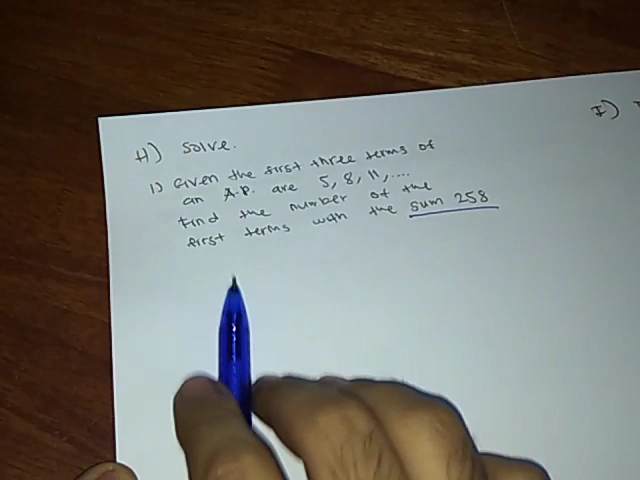 H) Solve.
1) Given the first three terms of
an A.P. are 5, 8, 11, ....
Find the number of the
first terms with the sum 258
I)